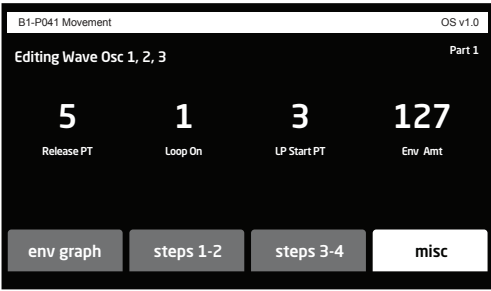 B1-P041 Movement OS v1.0
Editing Wave Osc 1, 2, 3 Part 1
5 1 3 127
Release PT Loop On LP Start PT Env Amt
env graph steps 1-2 steps 3-4 misc